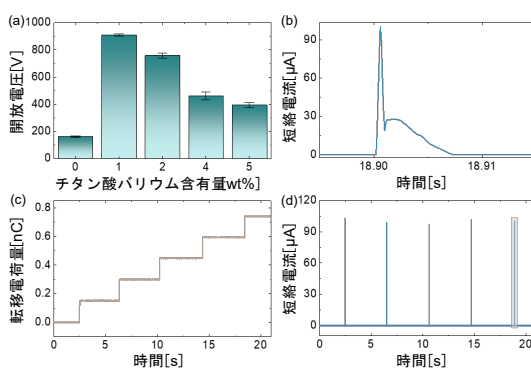 (a)
開放電圧[V]
1000
800
600
400
200
0
0 1 2 4 5
チタン酸バリウム含有量wt%]
(b)
短絡電流[µA]
100
80
60
40
20
0
18.90 18.91
時間[s]
(c)
転移電荷量[nC]
0.8
0.6
0.4
0.2
0.0
0 5 10 15 20
時間[s]
(d)
短絡電流[µA]
120
90
60
30
0
0 5 10 15 20
時間[s]